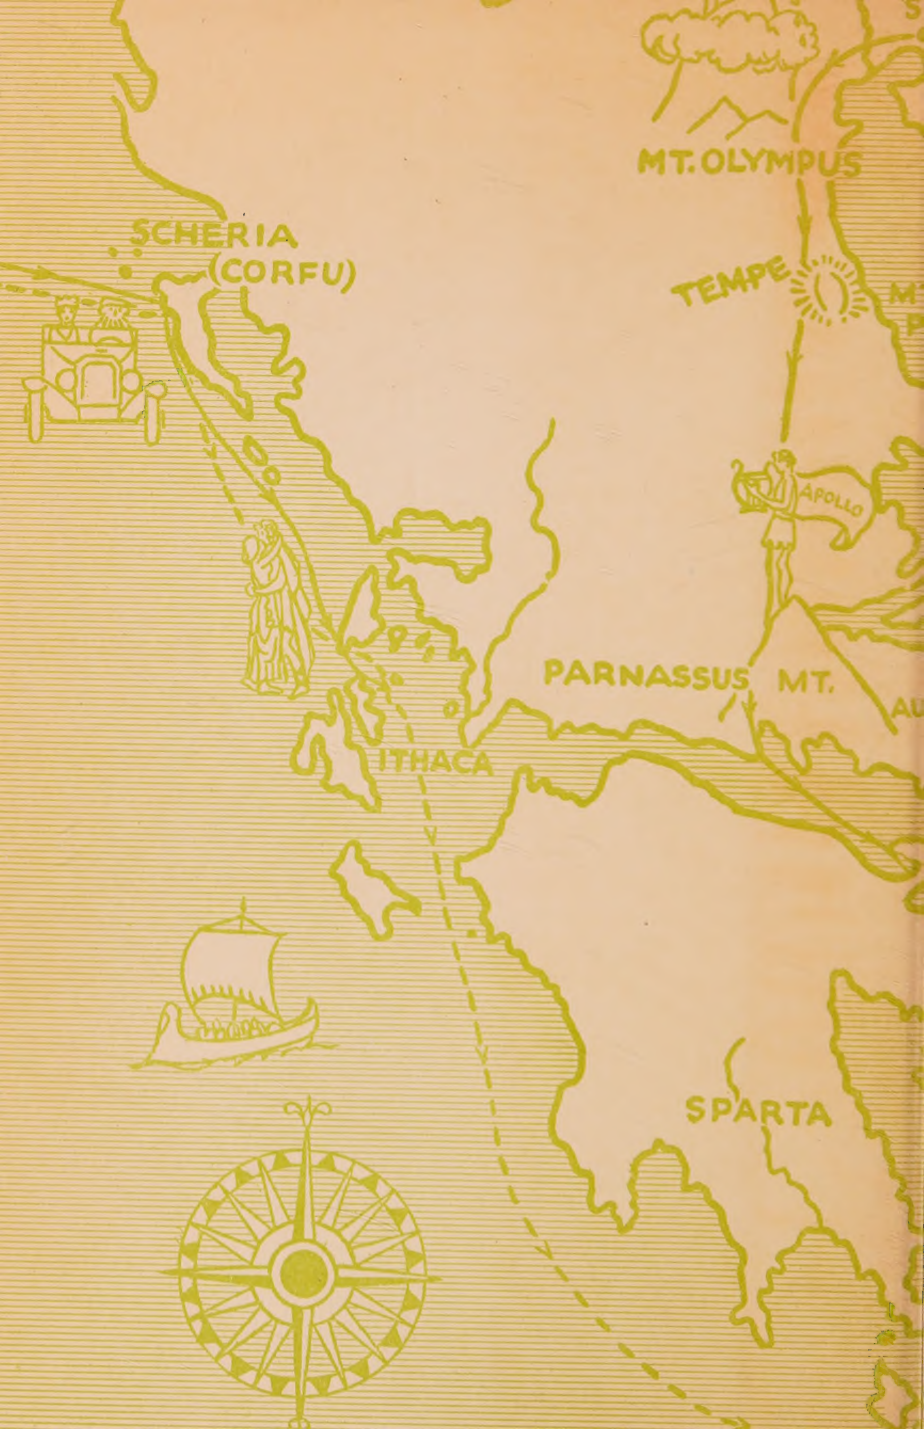 MT. OLYMPUS
SCHERIA
(CORFU)
TEMPE
APOLLO
PARNASSUS MT.
ITHACA
SPARTA